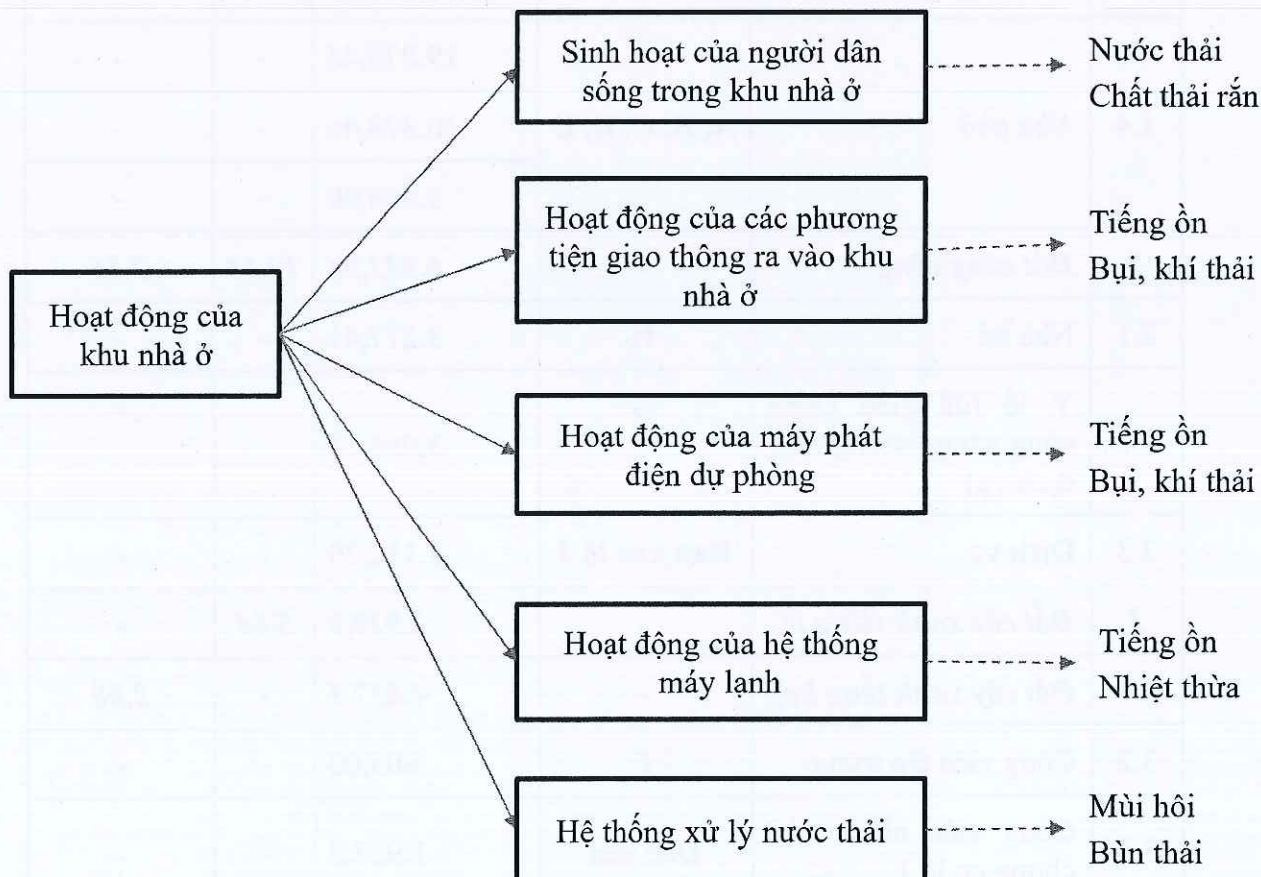 Sinh hoạt của người dân
sống trong khu nhà ở
Nước thải
Chất thải rắn
Hoạt động của các phương
tiện giao thông ra vào khu
nhà ở
Tiếng ồn
Bụi, khí thải
Hoạt động của
khu nhà ở
Hoạt động của máy phát
điện dự phòng
Tiếng ồn
Bụi, khí thải
Hoạt động của hệ thống
máy lạnh
Tiếng ồn
Nhiệt thừa
Hệ thống xử lý nước thải
Mùi hôi
Bùn thải